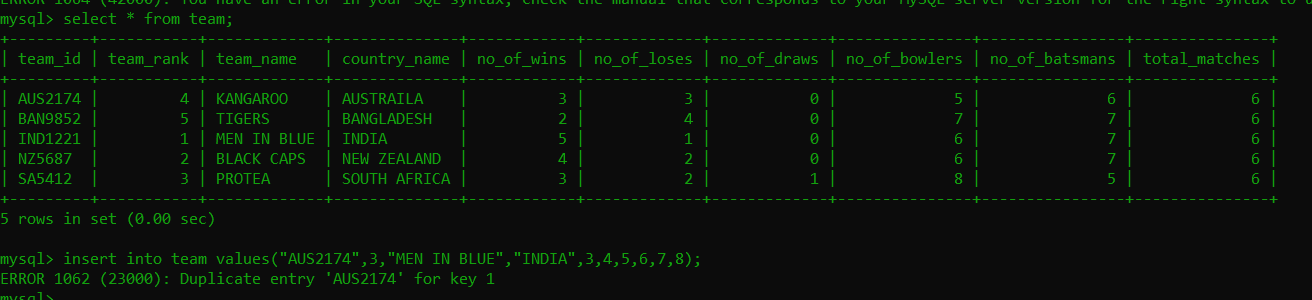 ERROR 1064 (42000): You have an error in your SQL syntax; check the manual that corresponds to your MySQL server version for the right syntax to
mysql> select * from team;
+---------+-----------+-------------+--------------+------------+-------------+-------------+---------------+----------------+---------------+
| team_id | team_rank | team_name   | country_name | no_of_wins | no_of_loses | no_of_draws | no_of_bowlers | no_of_batsmans | total_matches |
+---------+-----------+-------------+--------------+------------+-------------+-------------+---------------+----------------+---------------+
| AUS2174 |         4 | KANGAROO    | AUSTRAILA    |          3 |           3 |           0 |             5 |              6 |             6 |
| BAN9852 |         5 | TIGERS      | BANGLADESH   |          2 |           4 |           0 |             7 |              7 |             6 |
| IND1221 |         1 | MEN IN BLUE | INDIA        |          5 |           1 |           0 |             6 |              7 |             6 |
| NZ5687  |         2 | BLACK CAPS  | NEW ZEALAND  |          4 |           2 |           0 |             6 |              7 |             6 |
| SA5412  |         3 | PROTEA      | SOUTH AFRICA |          3 |           2 |           1 |             8 |              5 |             6 |
+---------+-----------+-------------+--------------+------------+-------------+-------------+---------------+----------------+---------------+
5 rows in set (0.00 sec)
mysql> insert into team values("AUS2174",3,"MEN IN BLUE","INDIA",3,4,5,6,7,8);
ERROR 1062 (23000): Duplicate entry 'AUS2174' for key 1
mysql>